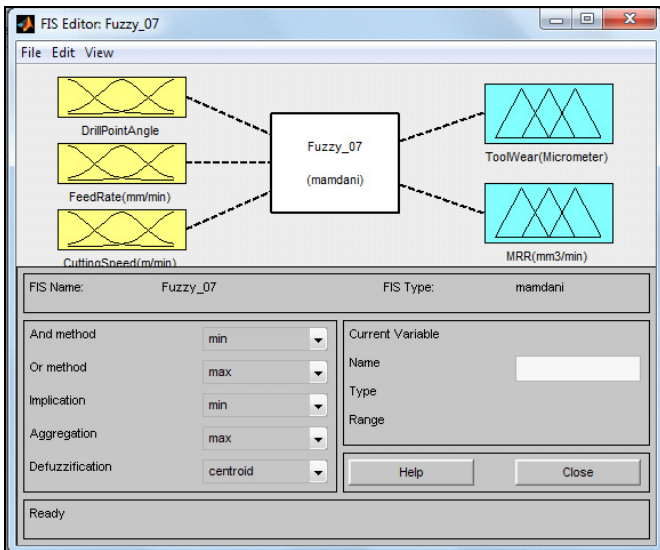 FIS Editor: Fuzzy_07
File Edit View
DrillPointAngle
FeedRate(mm/min)
CuttingSpeed(m/min)
Fuzzy_07
(mamdani)
ToolWear(Micrometer)
MRR(mm3/min)
FIS Name: Fuzzy_07 FIS Type: mamdani
And method min
Or method max
Implication min
Aggregation max
Defuzzification centroid
Current Variable
Name
Type
Range
Help Close
Ready